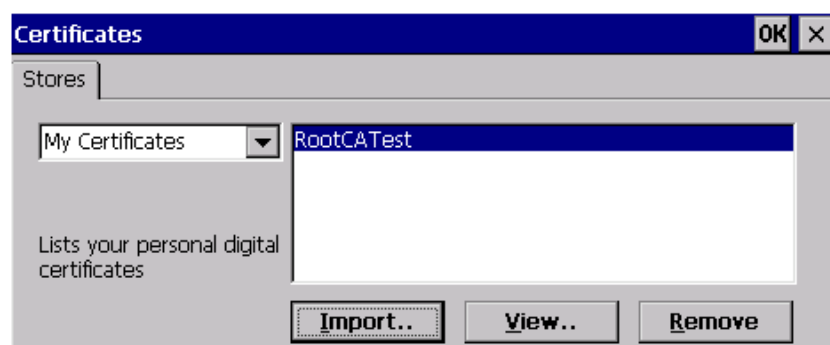 Certificates OK ×
Stores
My Certificates
RootCATest
Lists your personal digital
certificates
Import.. View.. Remove